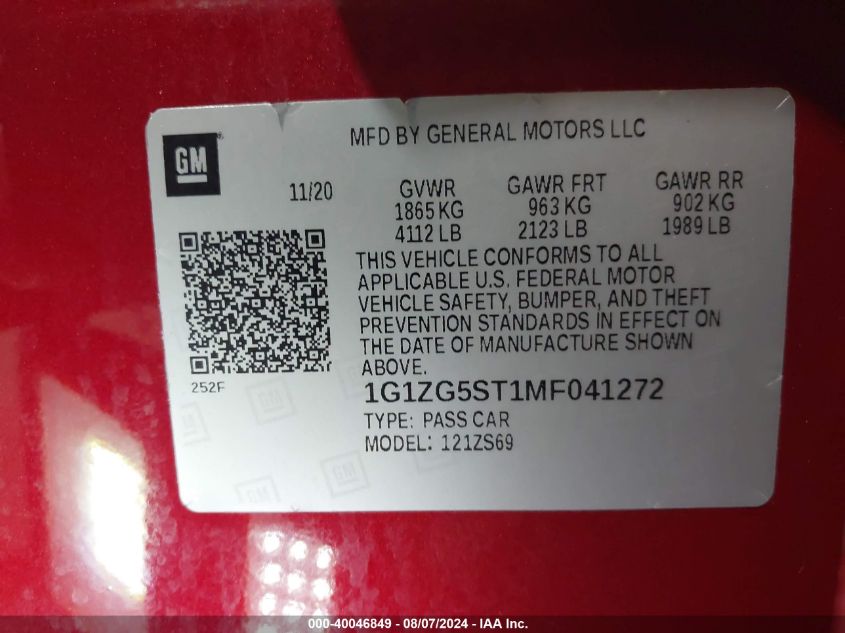 MFD BY GENERAL MOTORS LLC
GM
11/20
GVWR
1865 KG
4112 LB
GAWR FRT
963 KG
2123 LB
GAWR RR
902 KG
1989 LB
THIS VEHICLE CONFORMS TO ALL
APPLICABLE U.S. FEDERAL MOTOR
VEHICLE SAFETY, BUMPER, AND THEFT
PREVENTION STANDARDS IN EFFECT ON
THE DATE OF MANUFACTURE SHOWN
ABOVE.
252F
1G1ZG5ST1MF041272
TYPE: PASS CAR
MODEL: 121ZS69
GM
GM
000-40046849 - 08/07/2024 - IAA Inc.